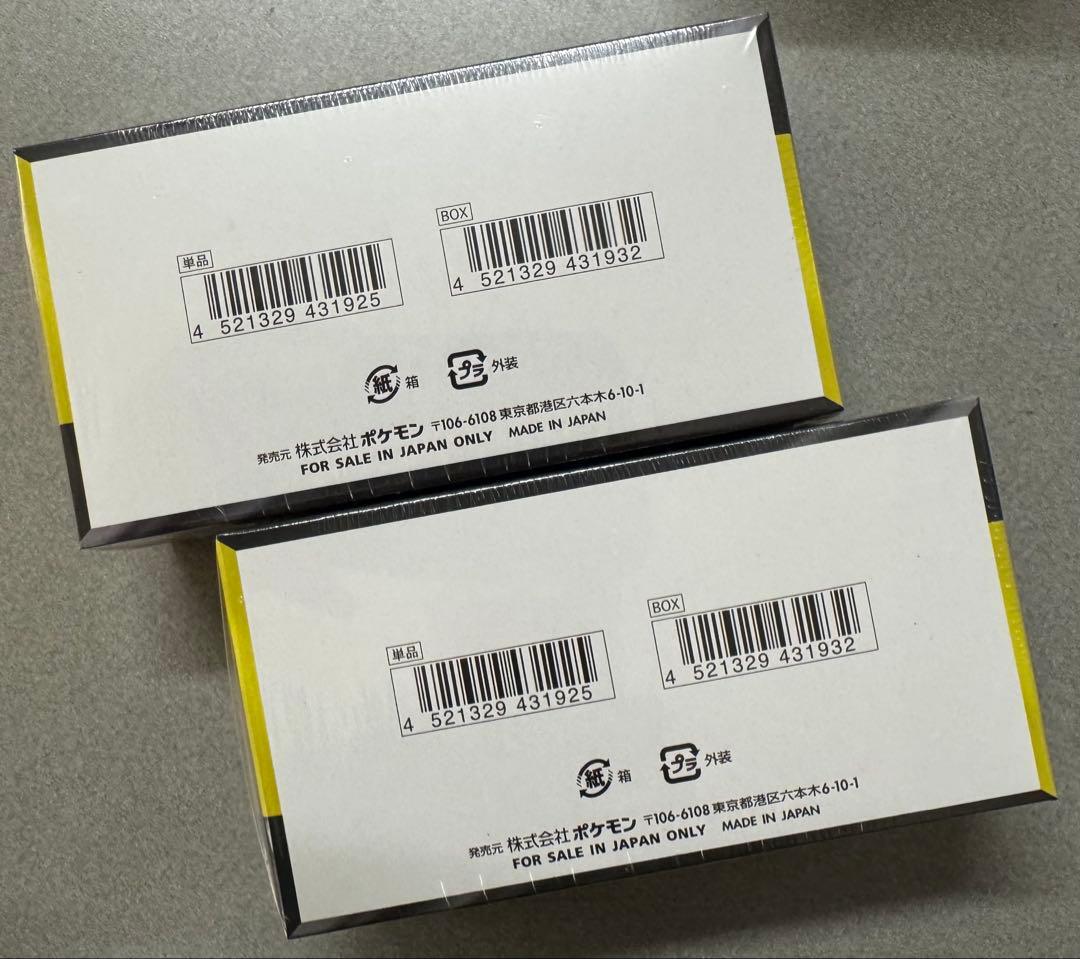 BOX
単品
4 521329 431932
4 521329 431925
紙 箱 プラ 外装
発売元 株式会社ポケモン 〒106-6108 東京都港区六本木6-10-1
FOR SALE IN JAPAN ONLY MADE IN JAPAN
BOX
単品
4 521329 431932
4 521329 431925
紙 箱 プラ 外装
発売元 株式会社ポケモン 〒106-6108 東京都港区六本木6-10-1
FOR SALE IN JAPAN ONLY MADE IN JAPAN